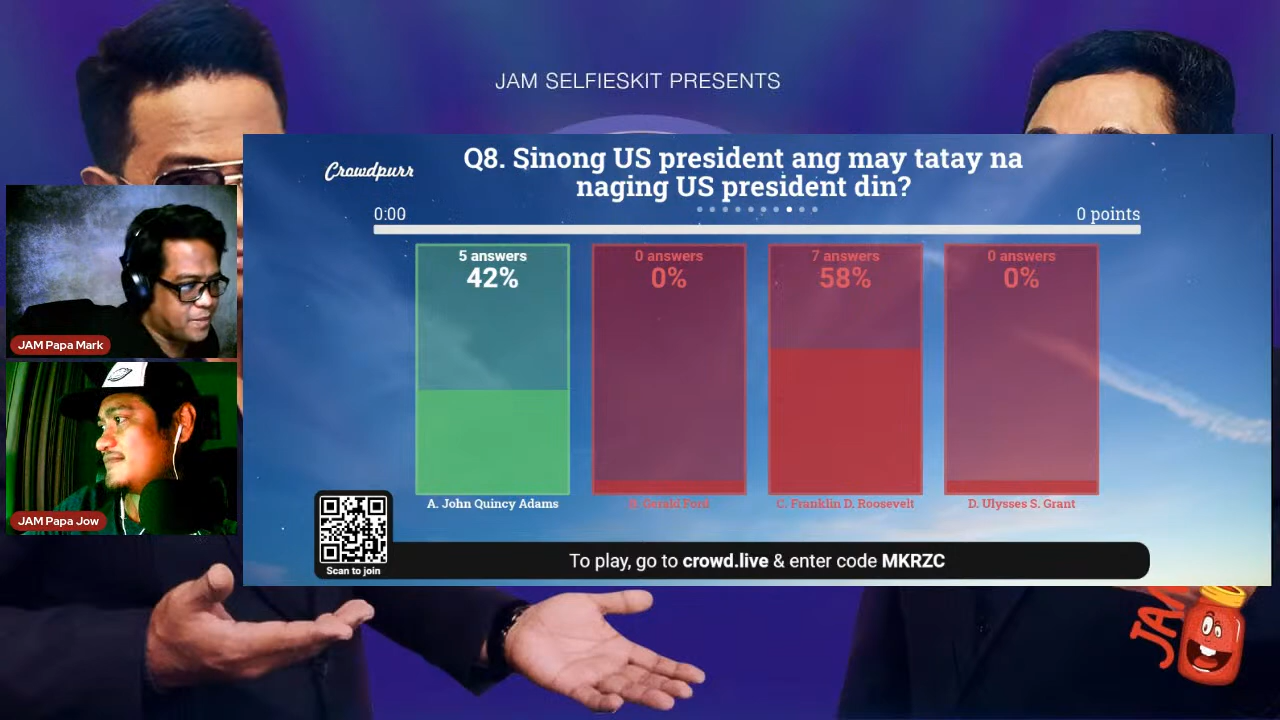 JAM SELFIESKIT PRESENTS
Crowdpurr
Q8. Sinong US president ang may tatay na
naging US president din?
0:00
0 points
5 answers
42%
0 answers
0%
7 answers
58%
0 answers
0%
A. John Quincy Adams
B. Gerald Ford
C. Franklin D. Roosevelt
D. Ulysses S. Grant
JAM Papa Mark
JAM Papa Jow
Scan to join
To play, go to crowd.live & enter code MKRZC
JAM